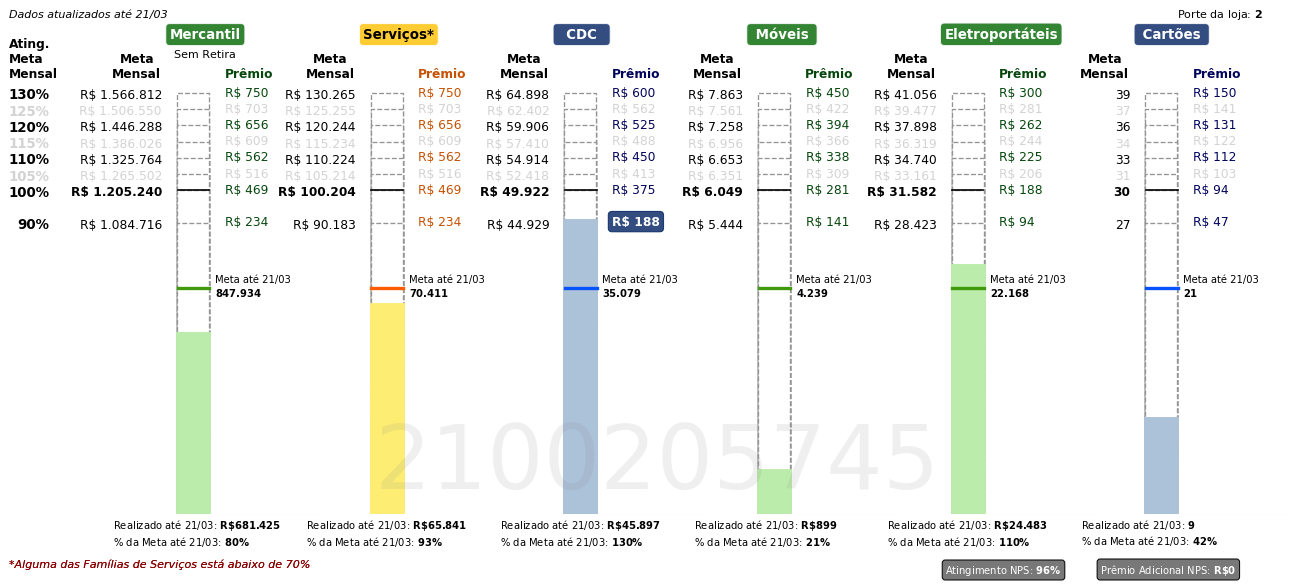 Dados atualizados até 21/03
Porte da loja: 2
Mercantil Serviços* CDC Móveis Eletroportáteis Cartões
Sem Retira
Ating. Meta Mensal Meta Mensal Prêmio Meta Mensal Prêmio Meta Mensal Prêmio Meta Mensal Prêmio Meta Mensal Prêmio Meta Mensal Prêmio
130% R$ 1.566.812 R$ 750 R$ 130.265 R$ 750 R$ 64.898 R$ 600 R$ 7.863 R$ 450 R$ 41.056 R$ 300 39 R$ 150
125% R$ 1.506.550 R$ 703 R$ 125.255 R$ 703 R$ 62.402 R$ 562 R$ 7.561 R$ 422 R$ 39.477 R$ 281 37 R$ 141
120% R$ 1.446.288 R$ 656 R$ 120.244 R$ 656 R$ 59.906 R$ 525 R$ 7.258 R$ 394 R$ 37.898 R$ 262 36 R$ 131
115% R$ 1.386.026 R$ 609 R$ 115.234 R$ 609 R$ 57.410 R$ 488 R$ 6.956 R$ 366 R$ 36.319 R$ 244 34 R$ 122
110% R$ 1.325.764 R$ 562 R$ 110.224 R$ 562 R$ 54.914 R$ 450 R$ 6.653 R$ 338 R$ 34.740 R$ 225 33 R$ 112
105% R$ 1.265.502 R$ 516 R$ 105.214 R$ 516 R$ 52.418 R$ 413 R$ 6.351 R$ 309 R$ 33.161 R$ 206 31 R$ 103
100% R$ 1.205.240 R$ 469 R$ 100.204 R$ 469 R$ 49.922 R$ 375 R$ 6.049 R$ 281 R$ 31.582 R$ 188 30 R$ 94
90% R$ 1.084.716 R$ 234 R$ 90.183 R$ 234 R$ 44.929 R$ 188 R$ 5.444 R$ 141 R$ 28.423 R$ 94 27 R$ 47
Meta até 21/03 Meta até 21/03 Meta até 21/03 Meta até 21/03 Meta até 21/03 Meta até 21/03
847.934 70.411 35.079 4.239 22.168 21
2100205745
Realizado até 21/03: R$681.425 Realizado até 21/03: R$65.841 Realizado até 21/03: R$45.897 Realizado até 21/03: R$899 Realizado até 21/03: R$24.483 Realizado até 21/03: 9
% da Meta até 21/03: 80% % da Meta até 21/03: 93% % da Meta até 21/03: 130% % da Meta até 21/03: 21% % da Meta até 21/03: 110% % da Meta até 21/03: 42%
*Alguma das Famílias de Serviços está abaixo de 70%
Atingimento NPS: 96% Prêmio Adicional NPS: R$0